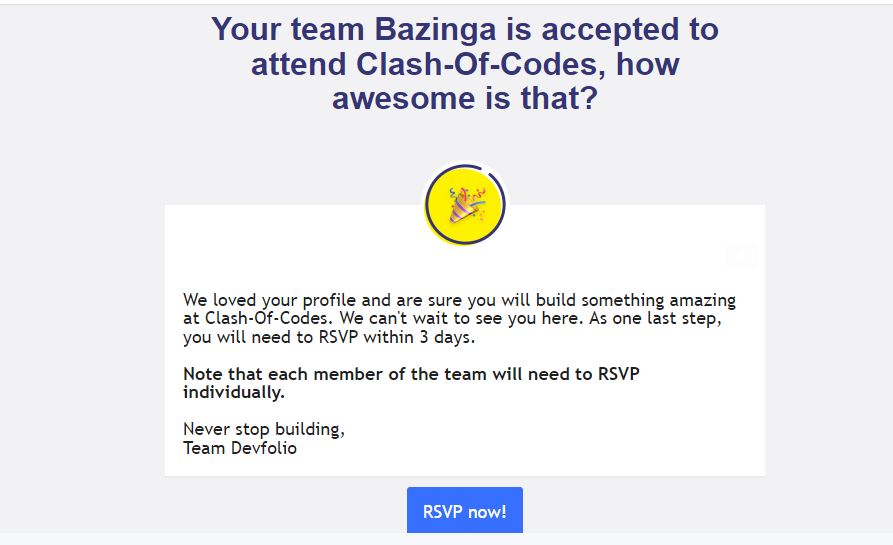 Your team Bazinga is accepted to
attend Clash-Of-Codes, how
awesome is that?
We loved your profile and are sure you will build something amazing
at Clash-Of-Codes. We can't wait to see you here. As one last step,
you will need to RSVP within 3 days.
Note that each member of the team will need to RSVP
individually.
Never stop building,
Team Devfolio
RSVP now!